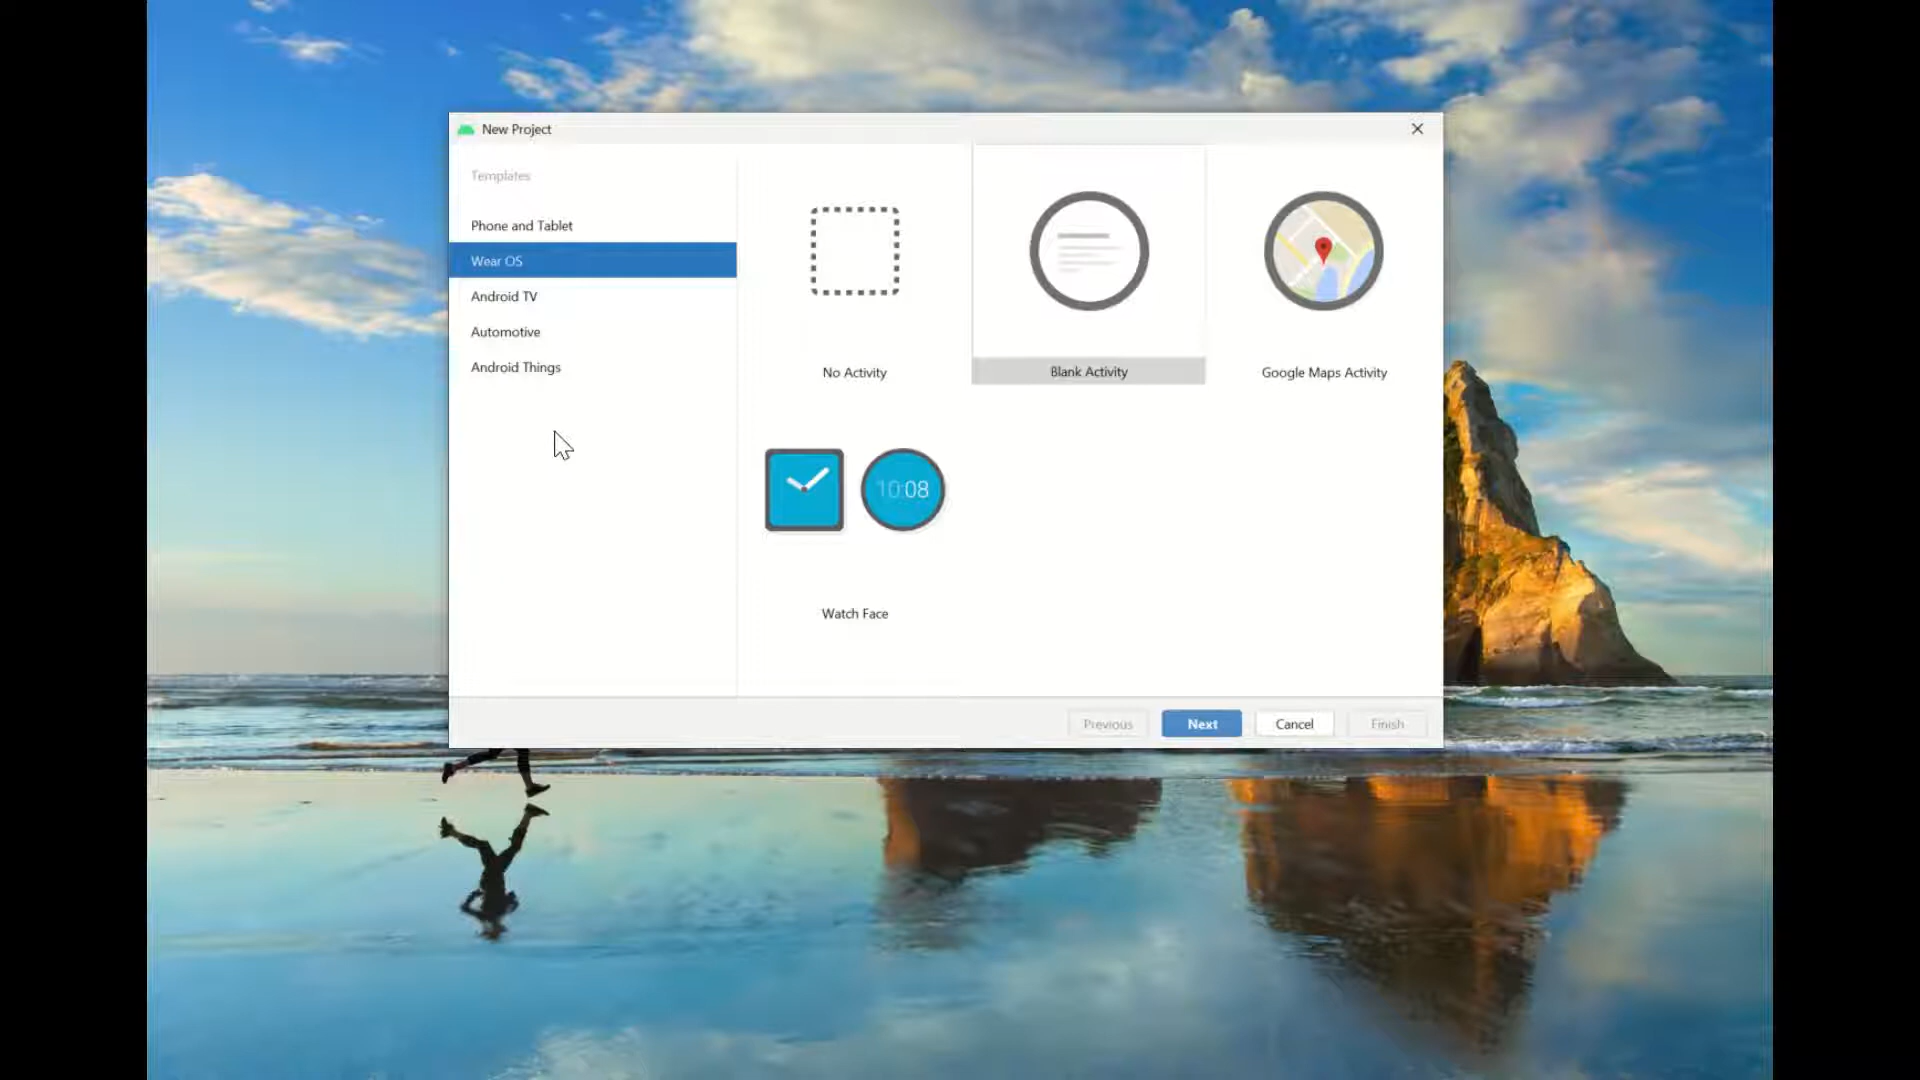 New Project
Templates
Phone and Tablet
Wear OS
Android TV
Automotive
Android Things
No Activity
Blank Activity
Google Maps Activity
10:08
Watch Face
Previous
Next
Cancel
Finish